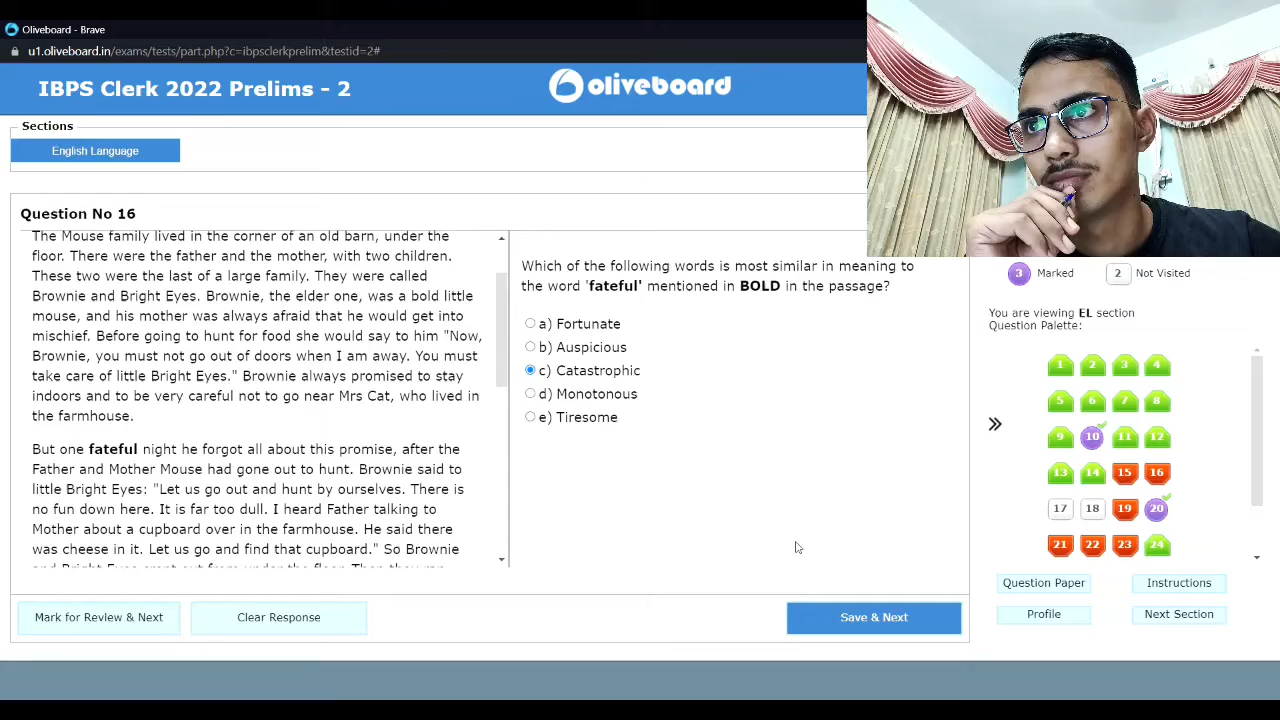 Oliveboard - Brave
u1.oliveboard.in/exams/tests/part.php?c=ibpsclerkprelim&testid=2#
IBPS Clerk 2022 Prelims - 2
oliveboard
Sections
English Language
Question No 16
The Mouse family lived in the corner of an old barn, under the
floor. There were the father and the mother, with two children.
These two were the last of a large family. They were called
Brownie and Bright Eyes. Brownie, the elder one, was a bold little
mouse, and his mother was always afraid that he would get into
mischief. Before going to hunt for food she would say to him "Now,
Brownie, you must not go out of doors when I am away. You must
take care of little Bright Eyes." Brownie always promised to stay
indoors and to be very careful not to go near Mrs Cat, who lived in
the farmhouse.
But one fateful night he forgot all about this promise, after the
Father and Mother Mouse had gone out to hunt. Brownie said to
little Bright Eyes: "Let us go out and hunt by ourselves. There is
no fun down here. It is far too dull. I heard Father talking to
Mother about a cupboard over in the farmhouse. He said there
was cheese in it. Let us go and find that cupboard." So Brownie
Which of the following words is most similar in meaning to
the word 'fateful' mentioned in BOLD in the passage?
a) Fortunate
b) Auspicious
c) Catastrophic
d) Monotonous
e) Tiresome
Mark for Review & Next
Clear Response
Save & Next
3 Marked
2 Not Visited
You are viewing EL section
Question Palette:
1 2 3 4
5 6 7 8
9 10 11 12
13 14 15 16
17 18 19 20
21 22 23 24
Question Paper
Instructions
Profile
Next Section